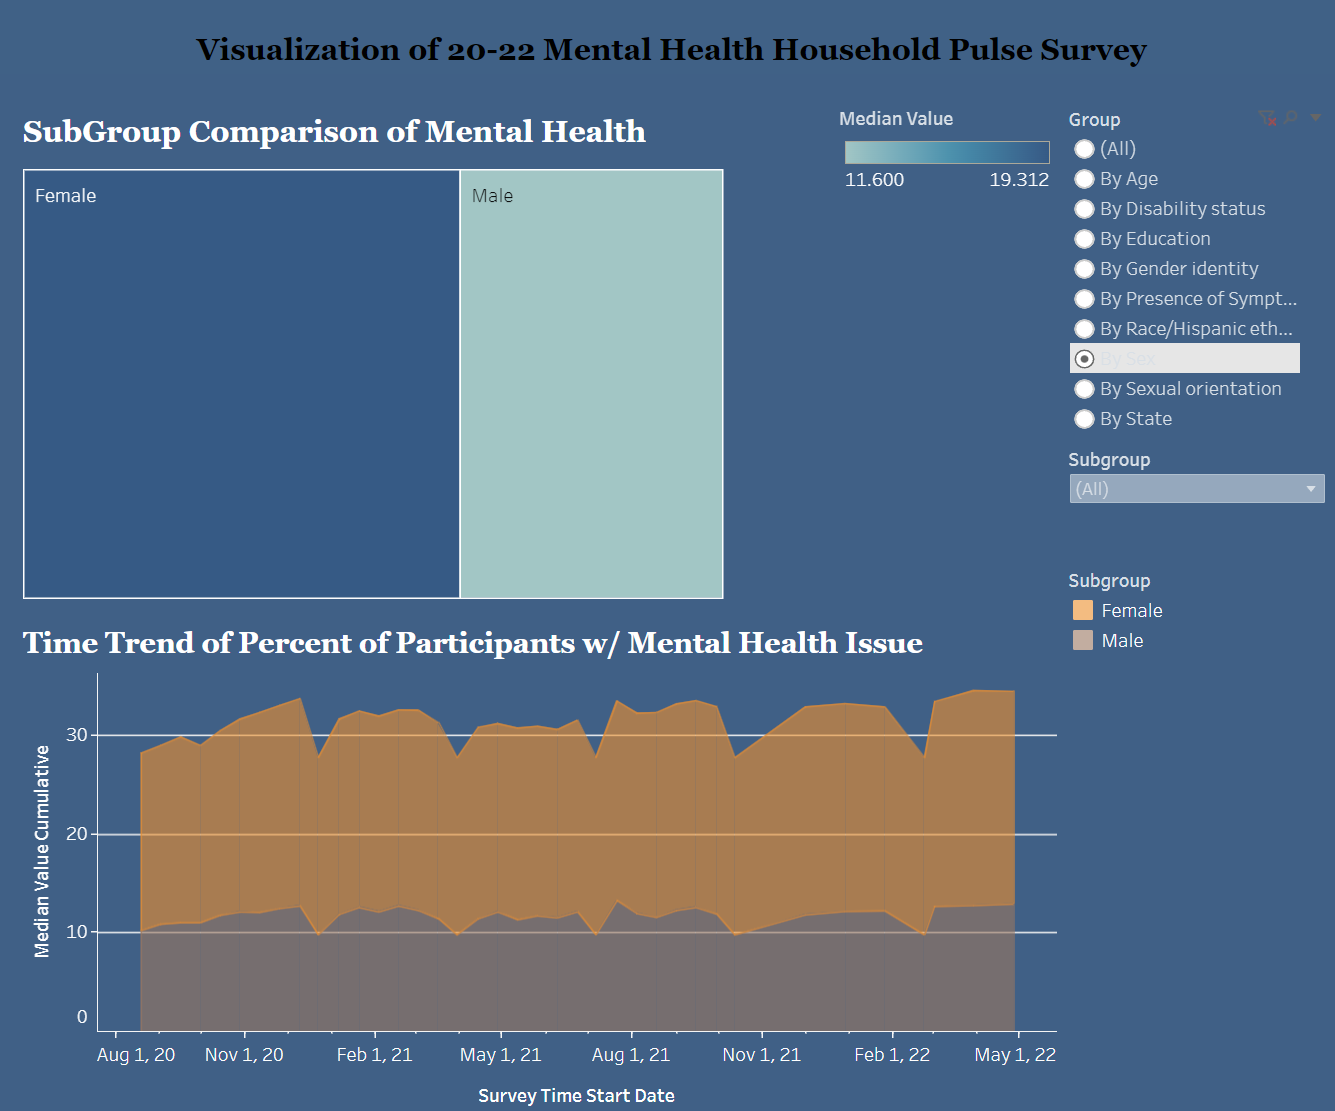 Visualization of 20-22 Mental Health Household Pulse Survey
SubGroup Comparison of Mental Health
Female
Male
Median Value
11.600
19.312
Group
(All)
By Age
By Disability status
By Education
By Gender identity
By Presence of Sympt...
By Race/Hispanic eth...
By Sex
By Sexual orientation
By State
Subgroup
(All)
Subgroup
Female
Male
Time Trend of Percent of Participants w/ Mental Health Issue
Median Value Cumulative
30
20
10
0
Aug 1, 20
Nov 1, 20
Feb 1, 21
May 1, 21
Aug 1, 21
Nov 1, 21
Feb 1, 22
May 1, 22
Survey Time Start Date